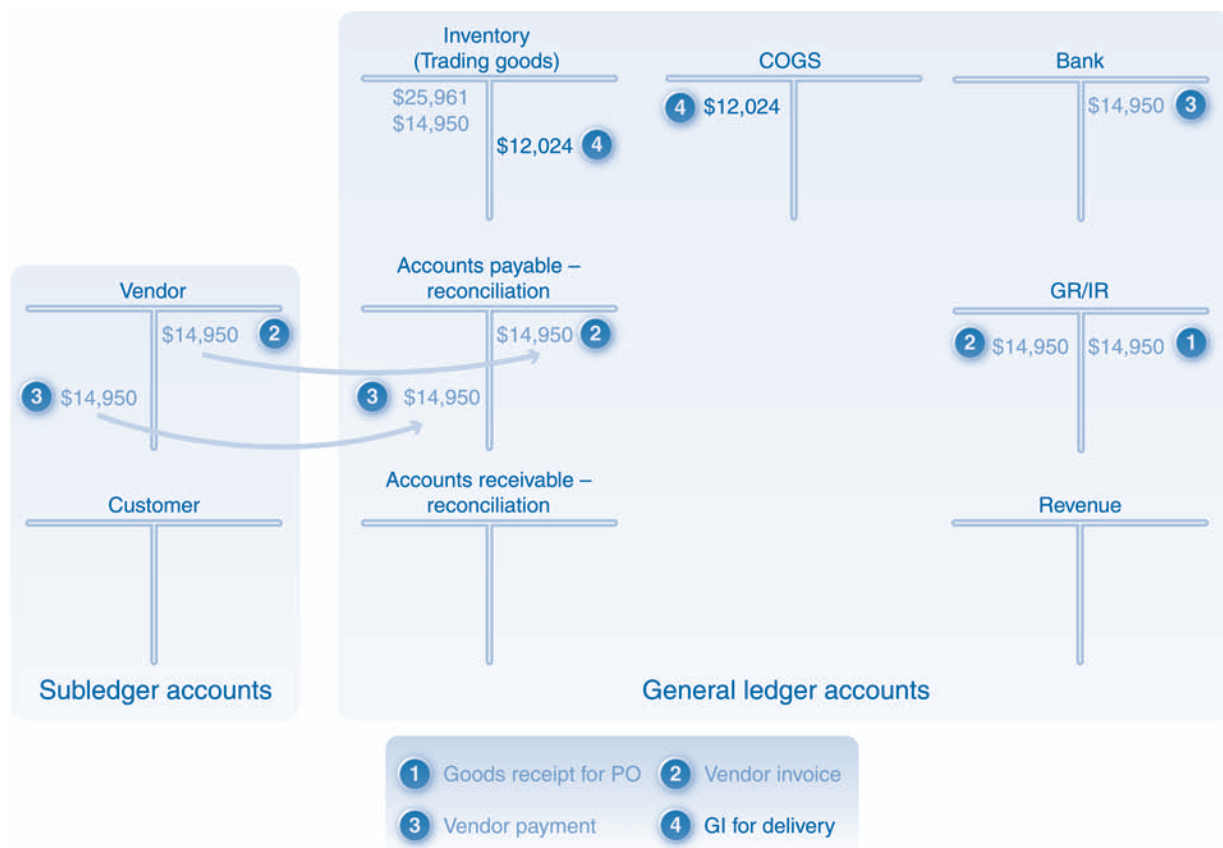 Inventory
(Trading goods)
$25,961
$14,950
$12,024 4
COGS
4 $12,024
Bank
$14,950 3
Vendor
$14,950 2
3 $14,950
Accounts payable –
reconciliation
$14,950 2
3 $14,950
GR/IR
2 $14,950 $14,950 1
Customer
Accounts receivable –
reconciliation
Revenue
Subledger accounts
General ledger accounts
1 Goods receipt for PO 2 Vendor invoice
3 Vendor payment 4 GI for delivery